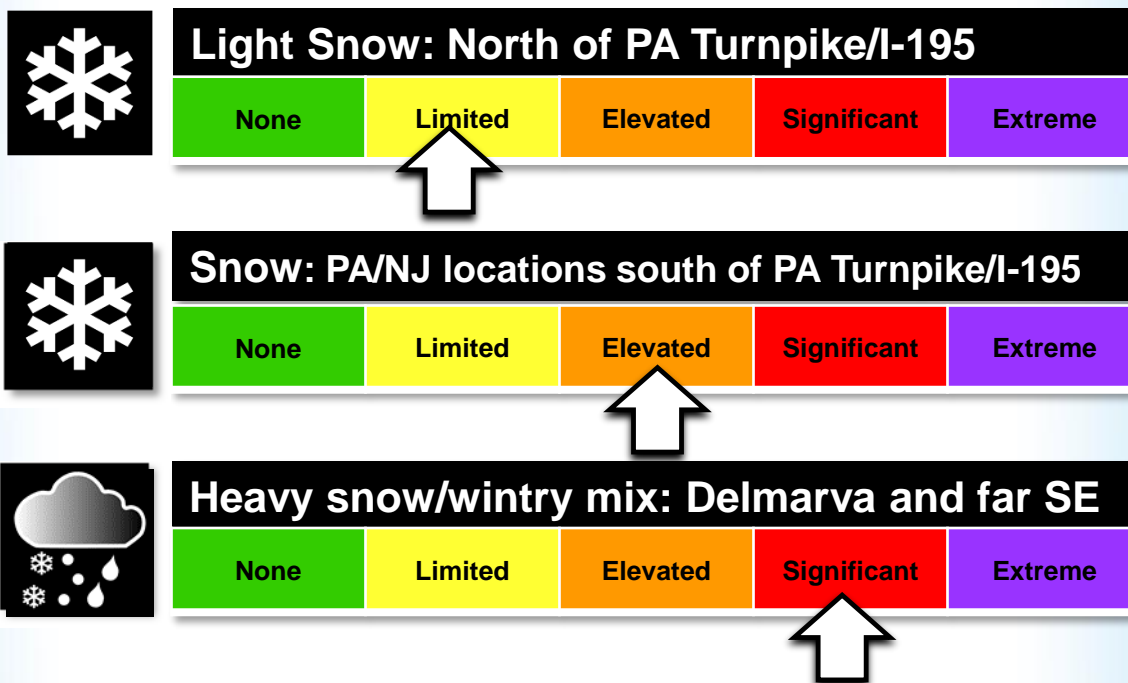 Light Snow: North of PA Turnpike/I-195
None Limited Elevated Significant Extreme
Snow: PA/NJ locations south of PA Turnpike/I-195
None Limited Elevated Significant Extreme
Heavy snow/wintry mix: Delmarva and far SE
None Limited Elevated Significant Extreme